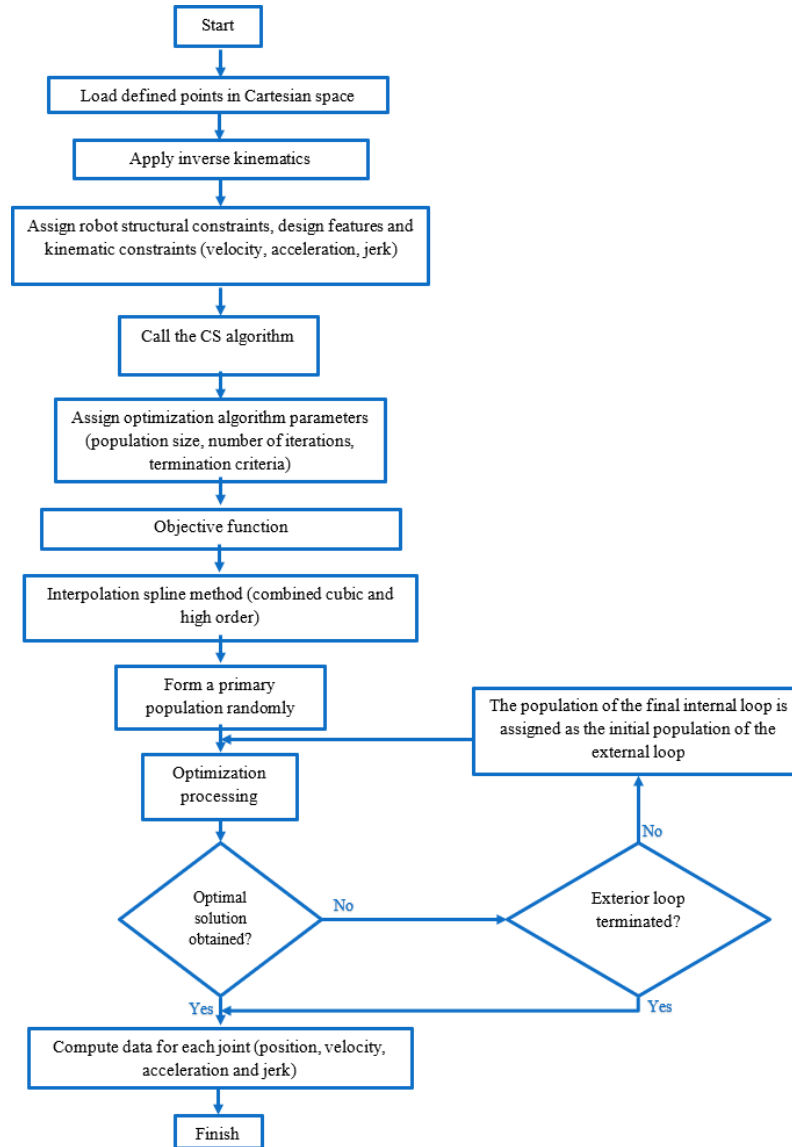 Start
Load defined points in Cartesian space
Apply inverse kinematics
Assign robot structural constraints, design features and
kinematic constraints (velocity, acceleration, jerk)
Call the CS algorithm
Assign optimization algorithm parameters
(population size, number of iterations,
termination criteria)
Objective function
Interpolation spline method (combined cubic and
high order)
Form a primary
population randomly
The population of the final internal loop is
assigned as the initial population of the
external loop
Optimization
processing
No
Optimal
solution
obtained?
No
Exterior loop
terminated?
Yes
Yes
Compute data for each joint (position, velocity,
acceleration and jerk)
Finish